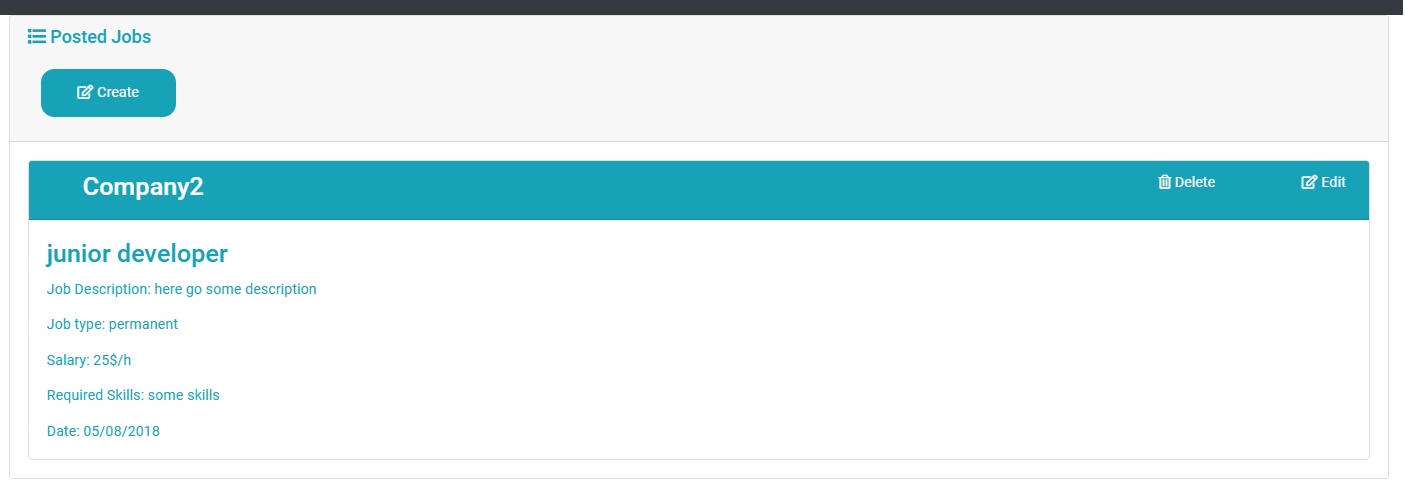 Posted Jobs
Create
Company2
Delete
Edit
junior developer
Job Description: here go some description
Job type: permanent
Salary: 25$/h
Required Skills: some skills
Date: 05/08/2018